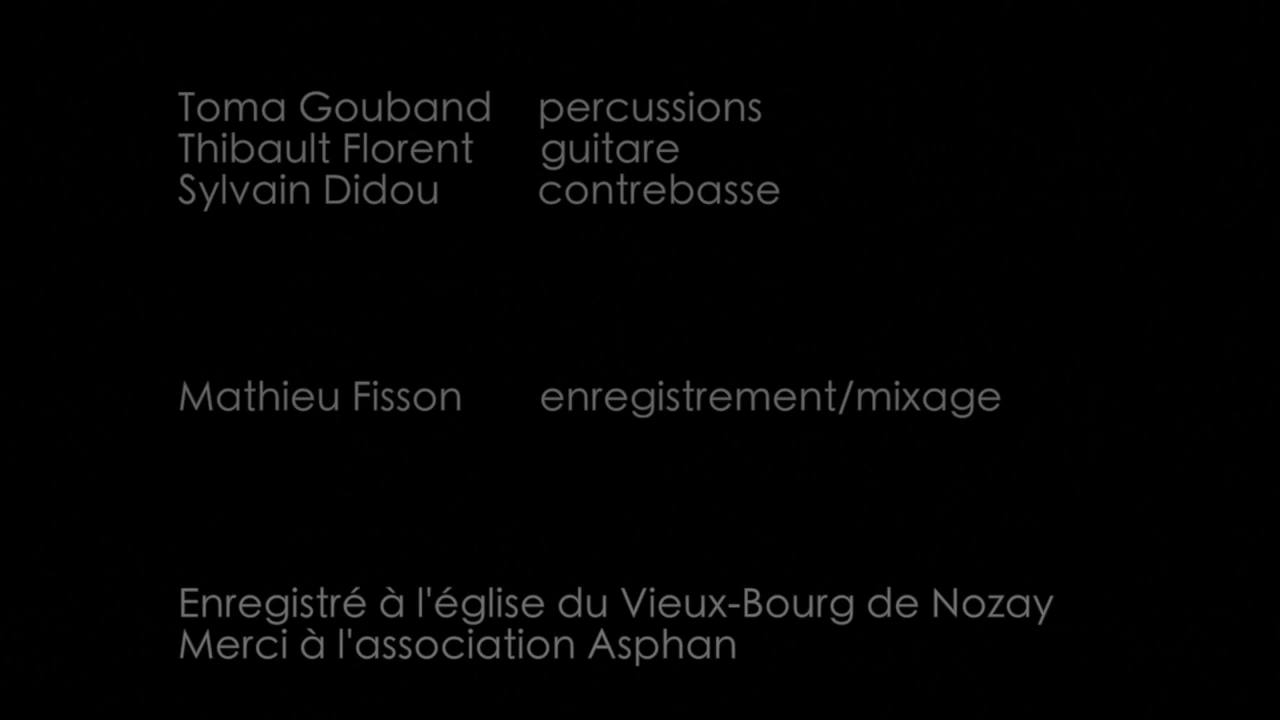 Toma Gouband percussions
Thibault Florent guitare
Sylvain Didou contrebasse
Mathieu Fisson enregistrement/mixage
Enregistré à l'église du Vieux-Bourg de Nozay
Merci à l'association Asphan